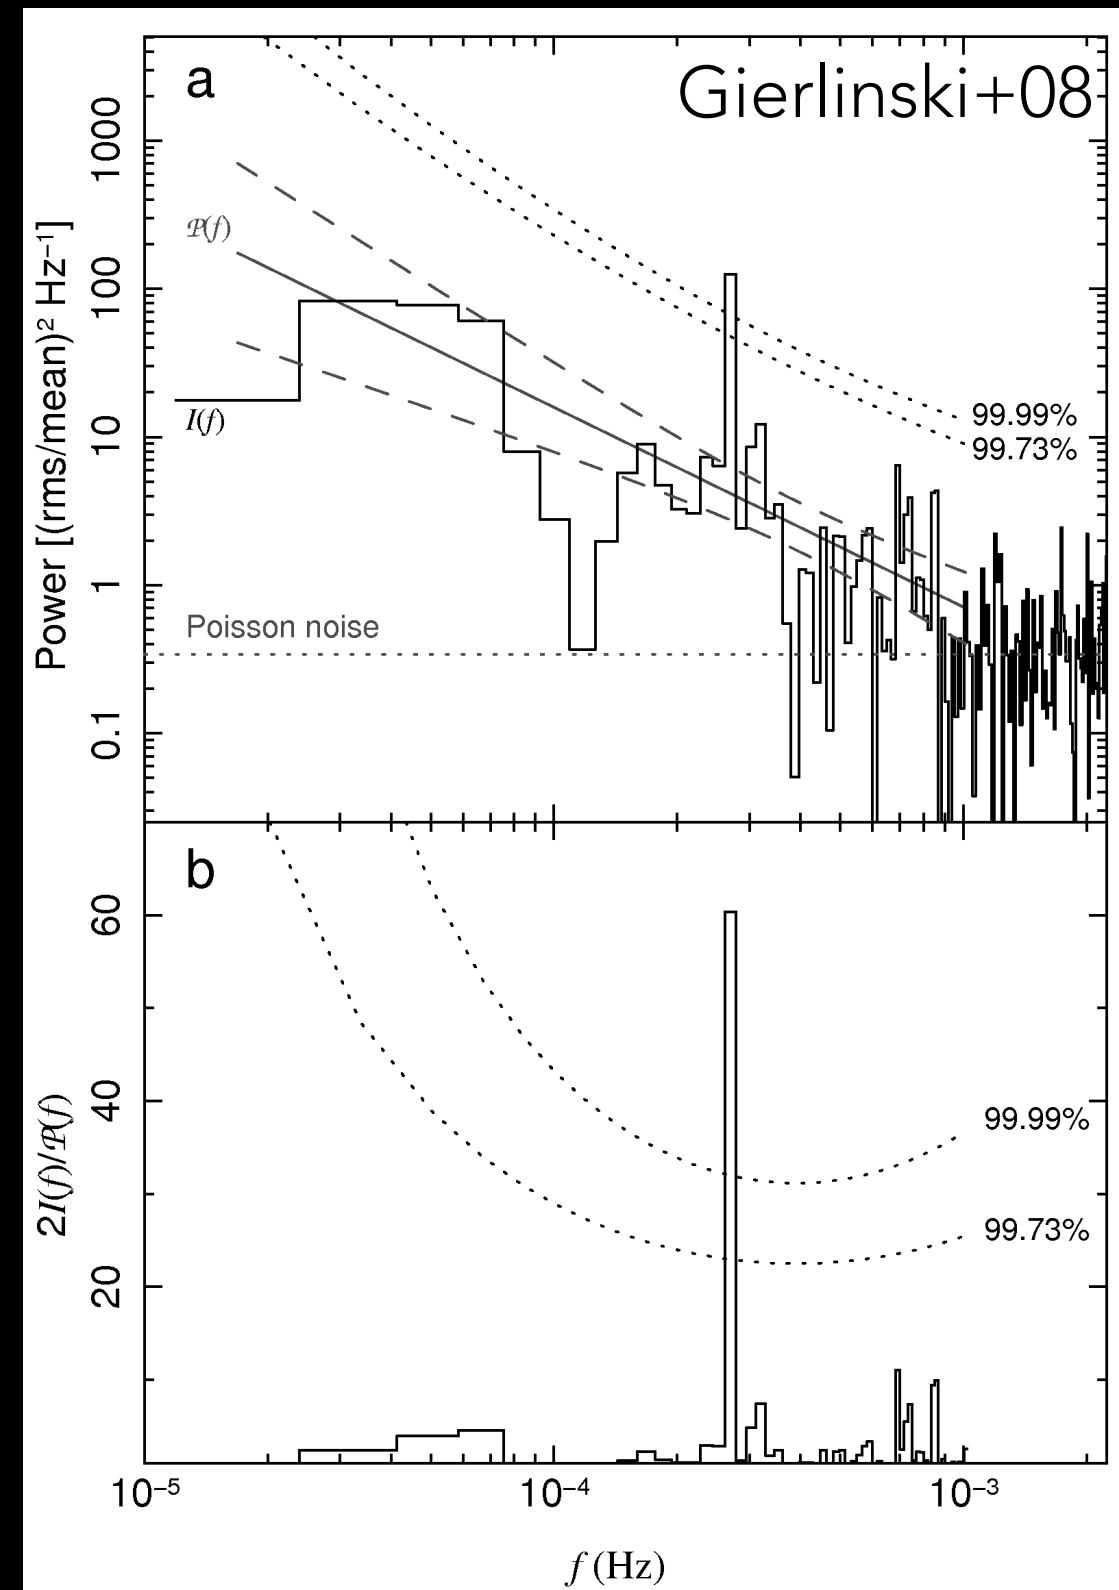 a
Gierlinski+08
Power [(rms/mean)² Hz⁻¹]
1000
100
10
1
0.1
𝒫(f)
I(f)
99.99%
99.73%
Poisson noise
b
2I(f)/𝒫(f)
60
40
20
99.99%
99.73%
10⁻⁵
10⁻⁴
10⁻³
f (Hz)